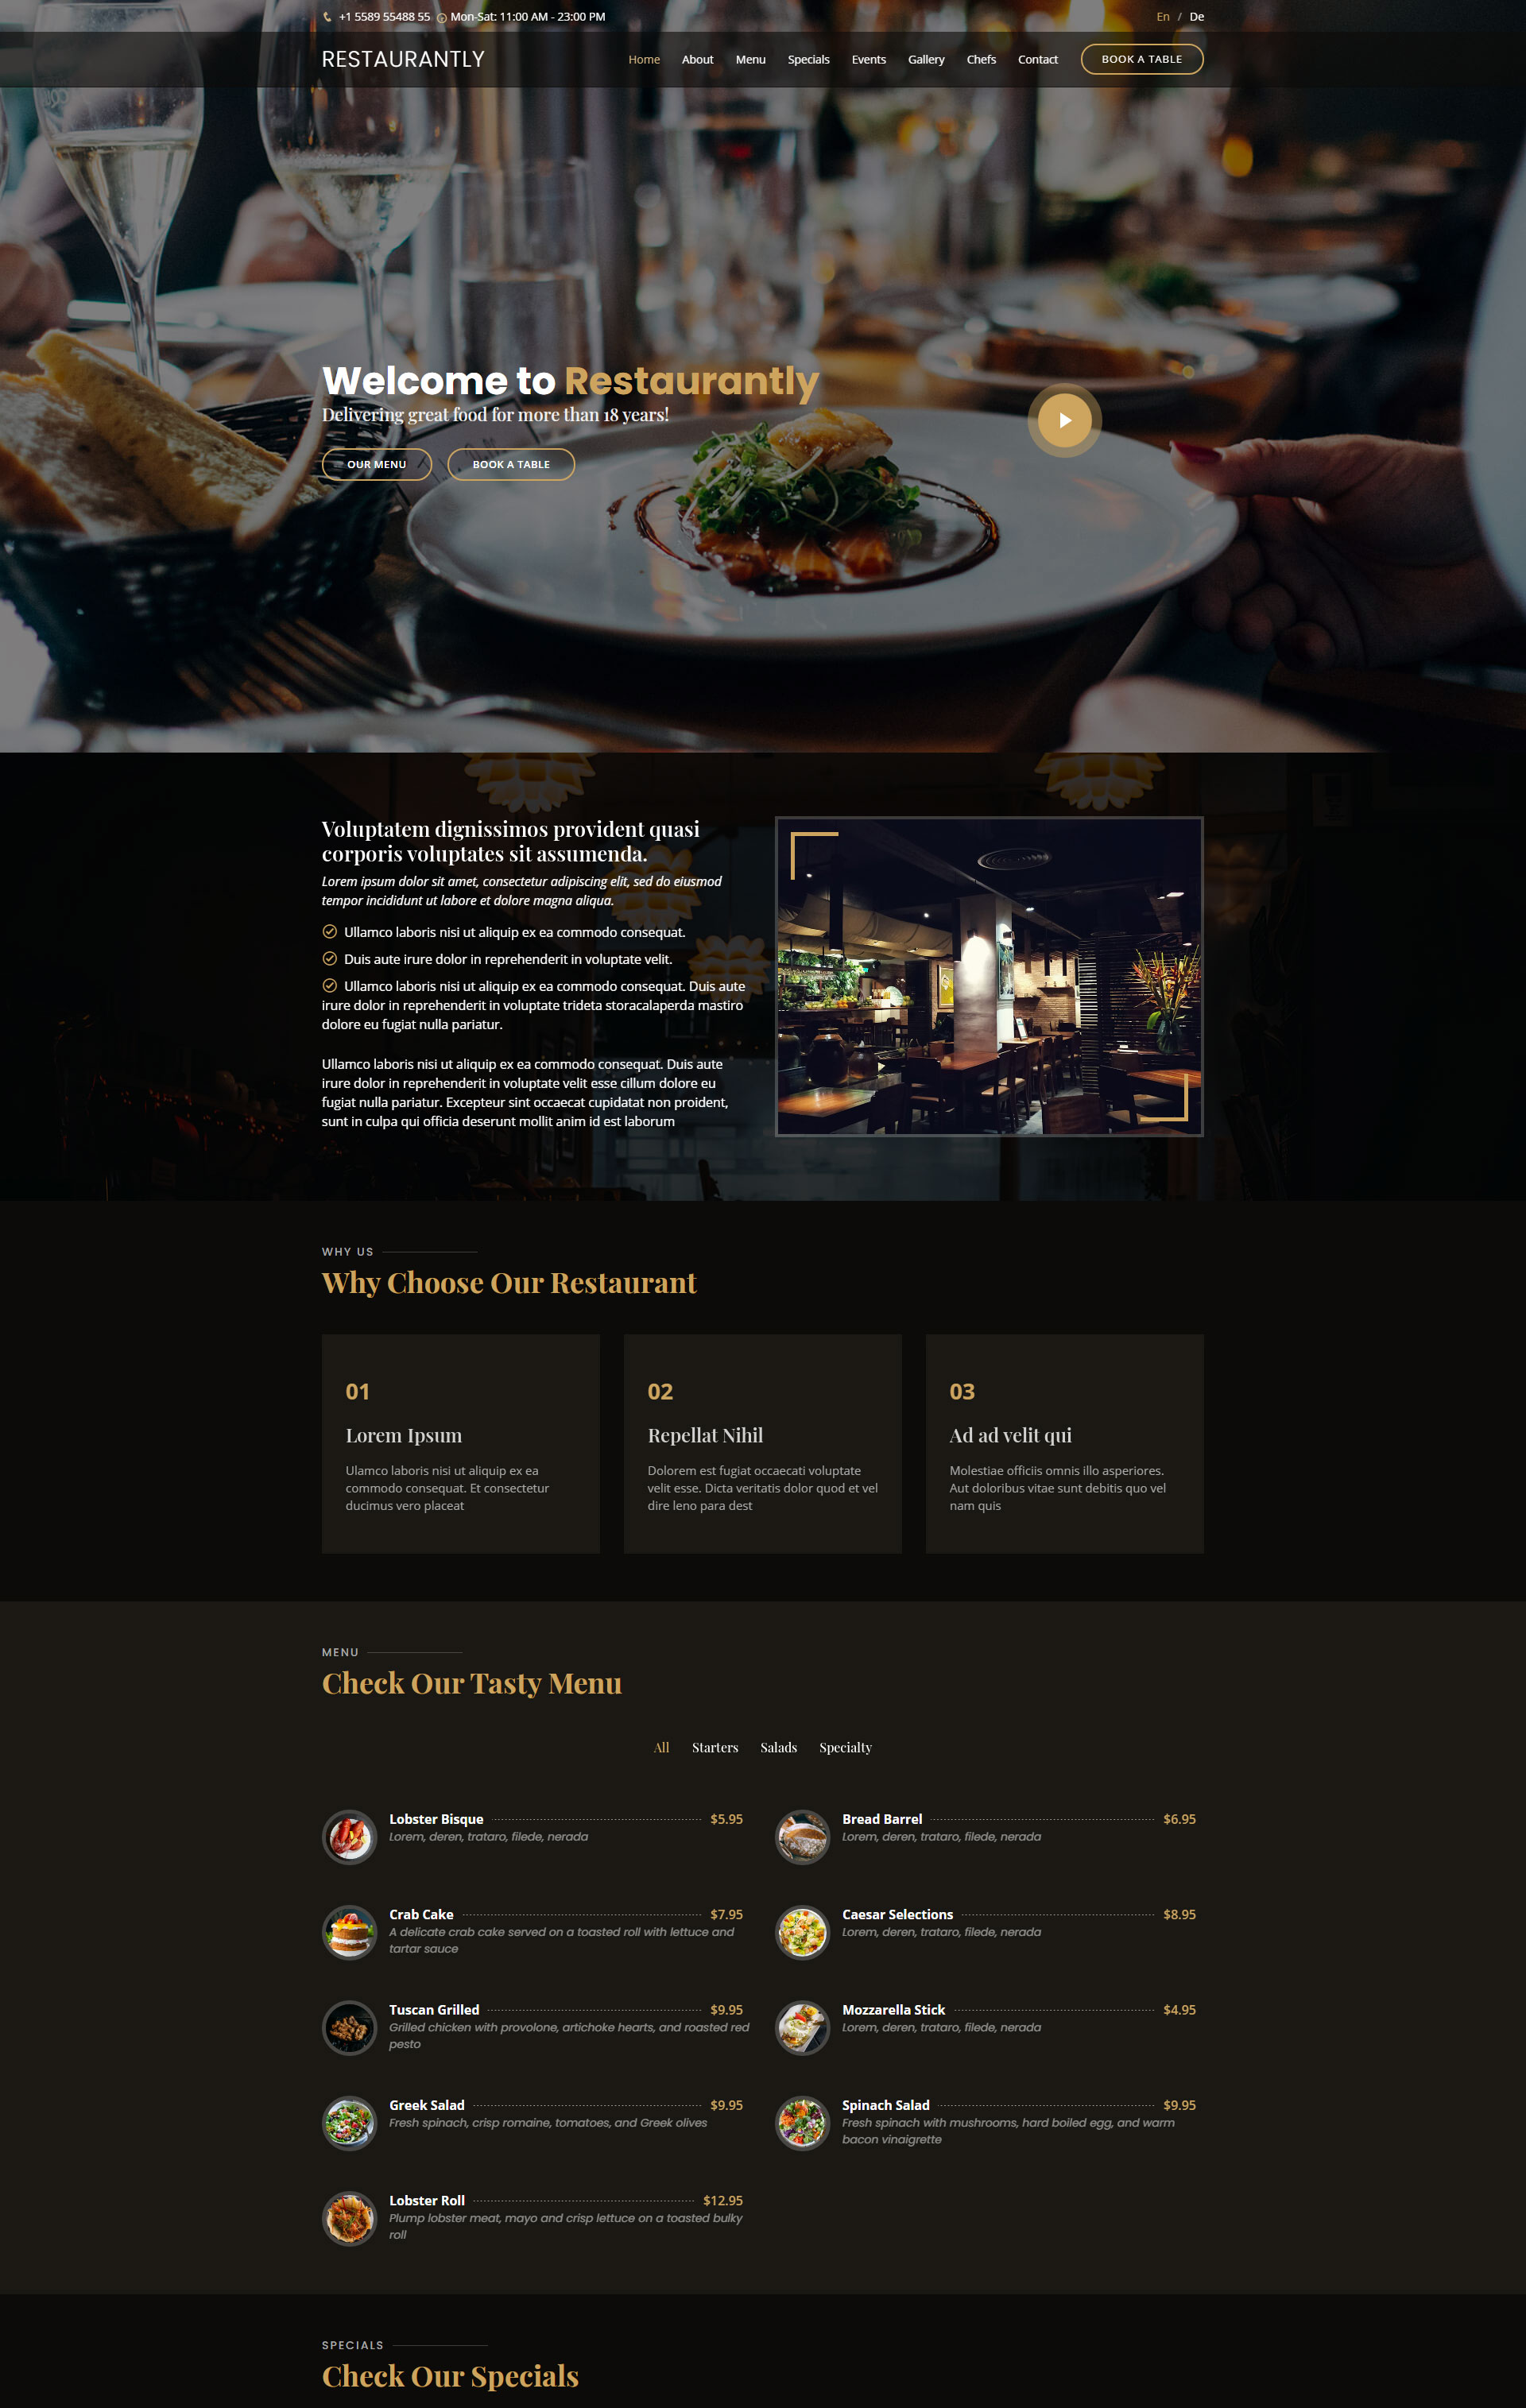 +1 5589 55488 55 Mon-Sat: 11:00 AM - 23:00 PM
En / De
RESTAURANTLY
Home About Menu Specials Events Gallery Chefs Contact BOOK A TABLE
Welcome to Restaurantly
Delivering great food for more than 18 years!
OUR MENU BOOK A TABLE
Voluptatem dignissimos provident quasi
corporis voluptates sit assumenda.
Lorem ipsum dolor sit amet, consectetur adipiscing elit, sed do eiusmod
tempor incididunt ut labore et dolore magna aliqua.
Ullamco laboris nisi ut aliquip ex ea commodo consequat.
Duis aute irure dolor in reprehenderit in voluptate velit.
Ullamco laboris nisi ut aliquip ex ea commodo consequat. Duis aute
irure dolor in reprehenderit in voluptate trideta storacalaperda mastiro
dolore eu fugiat nulla pariatur.
Ullamco laboris nisi ut aliquip ex ea commodo consequat. Duis aute
irure dolor in reprehenderit in voluptate velit esse cillum dolore eu
fugiat nulla pariatur. Excepteur sint occaecat cupidatat non proident,
sunt in culpa qui officia deserunt mollit anim id est laborum
WHY US
Why Choose Our Restaurant
01
Lorem Ipsum
Ulamco laboris nisi ut aliquip ex ea
commodo consequat. Et consectetur
ducimus vero placeat
02
Repellat Nihil
Dolorem est fugiat occaecati voluptate
velit esse. Dicta veritatis dolor quod et vel
dire leno para dest
03
Ad ad velit qui
Molestiae officiis omnis illo asperiores.
Aut doloribus vitae sunt debitis quo vel
nam quis
MENU
Check Our Tasty Menu
All Starters Salads Specialty
Lobster Bisque $5.95
Lorem, deren, trataro, filede, nerada
Bread Barrel $6.95
Lorem, deren, trataro, filede, nerada
Crab Cake $7.95
A delicate crab cake served on a toasted roll with lettuce and
tartar sauce
Caesar Selections $8.95
Lorem, deren, trataro, filede, nerada
Tuscan Grilled $9.95
Grilled chicken with provolone, artichoke hearts, and roasted red
pesto
Mozzarella Stick $4.95
Lorem, deren, trataro, filede, nerada
Greek Salad $9.95
Fresh spinach, crisp romaine, tomatoes, and Greek olives
Spinach Salad $9.95
Fresh spinach with mushrooms, hard boiled egg, and warm
bacon vinaigrette
Lobster Roll $12.95
Plump lobster meat, mayo and crisp lettuce on a toasted bulky
roll
SPECIALS
Check Our Specials